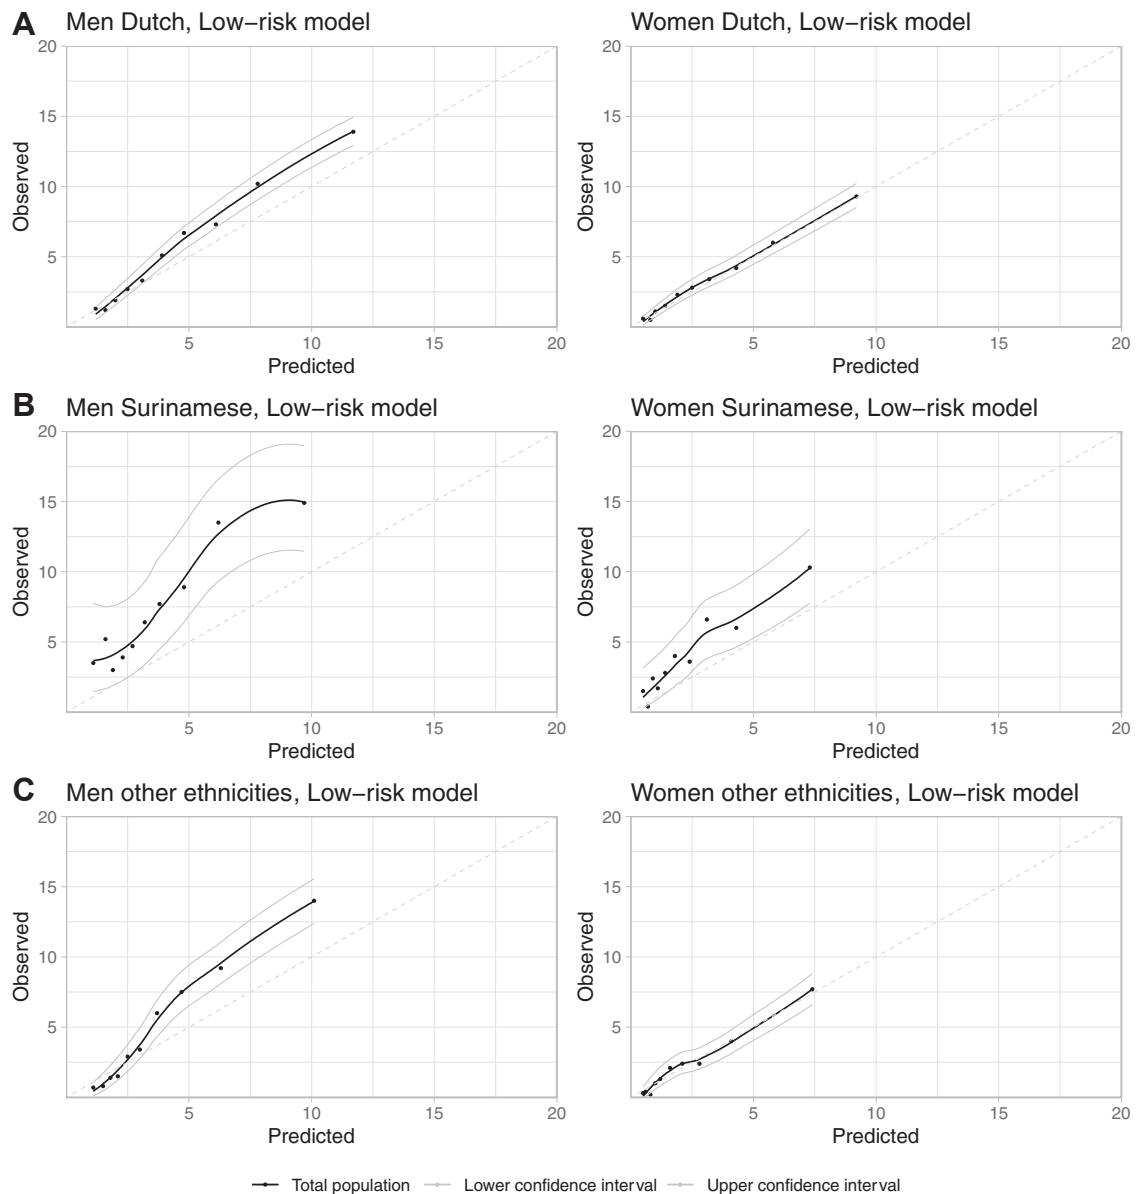 A Men Dutch, Low−risk model
Women Dutch, Low−risk model
20
15
10
5
Observed
5 10 15 20
Predicted
20
15
10
5
Observed
5 10 15 20
Predicted
B Men Surinamese, Low−risk model
Women Surinamese, Low−risk model
20
15
10
5
Observed
5 10 15 20
Predicted
20
15
10
5
Observed
5 10 15 20
Predicted
C Men other ethnicities, Low−risk model
Women other ethnicities, Low−risk model
20
15
10
5
Observed
5 10 15 20
Predicted
20
15
10
5
Observed
5 10 15 20
Predicted
Total population Lower confidence interval Upper confidence interval